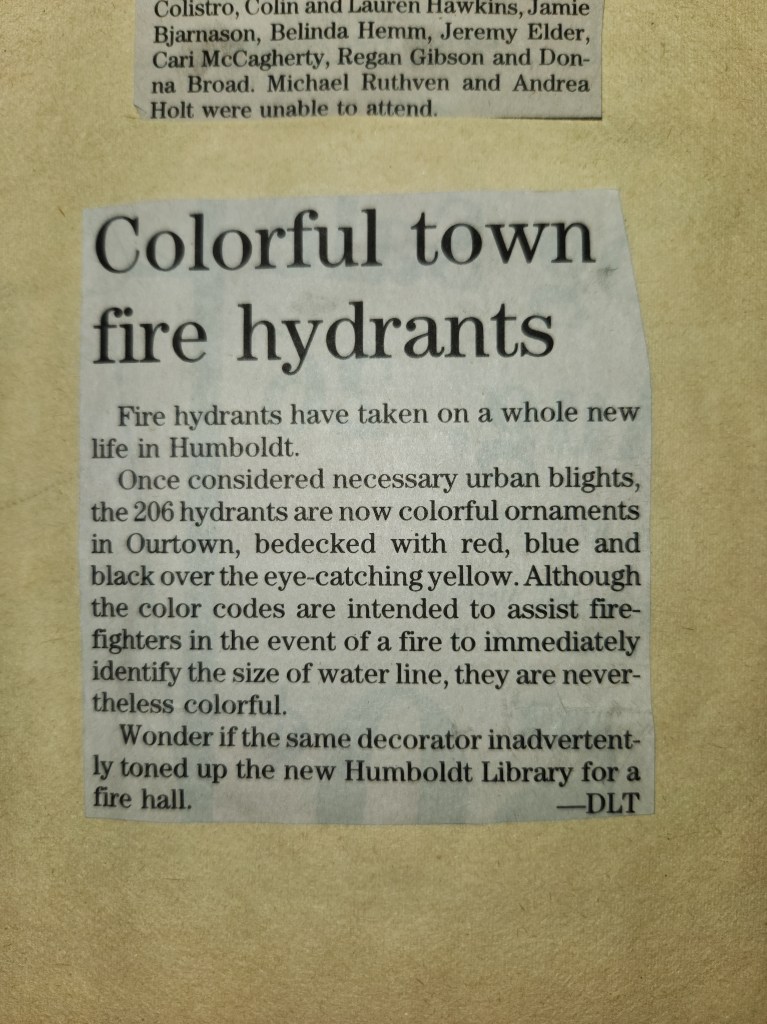 Colistro, Colin and Lauren Hawkins, Jamie
Bjarnason, Belinda Hemm, Jeremy Elder,
Cari McCagherty, Regan Gibson and Don-
na Broad. Michael Ruthven and Andrea
Holt were unable to attend.
Colorful town
fire hydrants
Fire hydrants have taken on a whole new
life in Humboldt.
Once considered necessary urban blights,
the 206 hydrants are now colorful ornaments
in Ourtown, bedecked with red, blue and
black over the eye-catching yellow. Although
the color codes are intended to assist fire-
fighters in the event of a fire to immediately
identify the size of water line, they are never-
theless colorful.
Wonder if the same decorator inadvertent-
ly toned up the new Humboldt Library for a
fire hall. —DLT